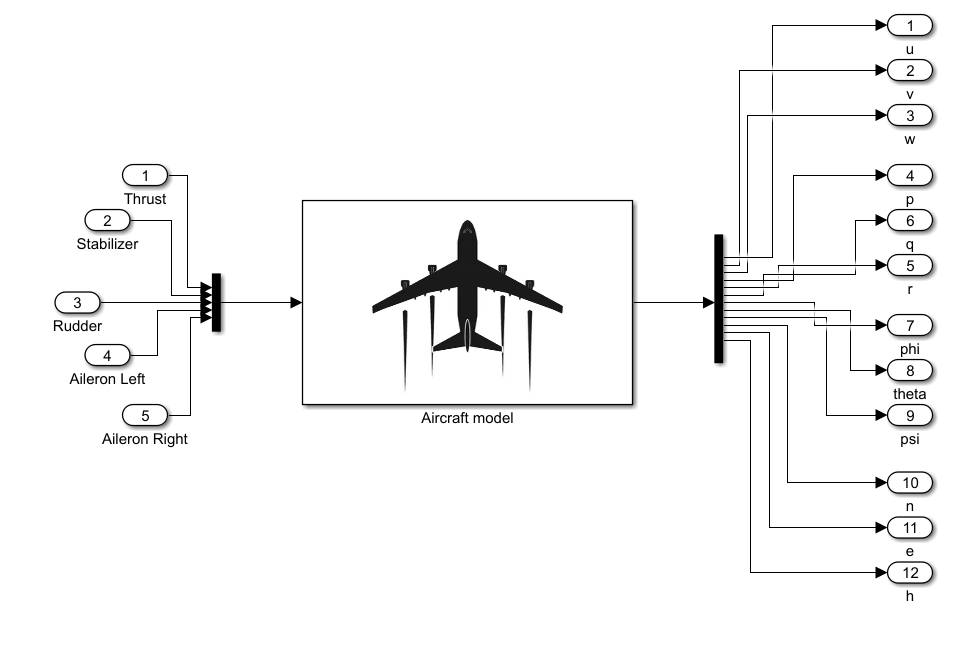 1
Thrust
2
Stabilizer
3
Rudder
4
Aileron Left
5
Aileron Right
Aircraft model
1
u
2
v
3
w
4
p
6
q
5
r
7
phi
8
theta
9
psi
10
n
11
e
12
h